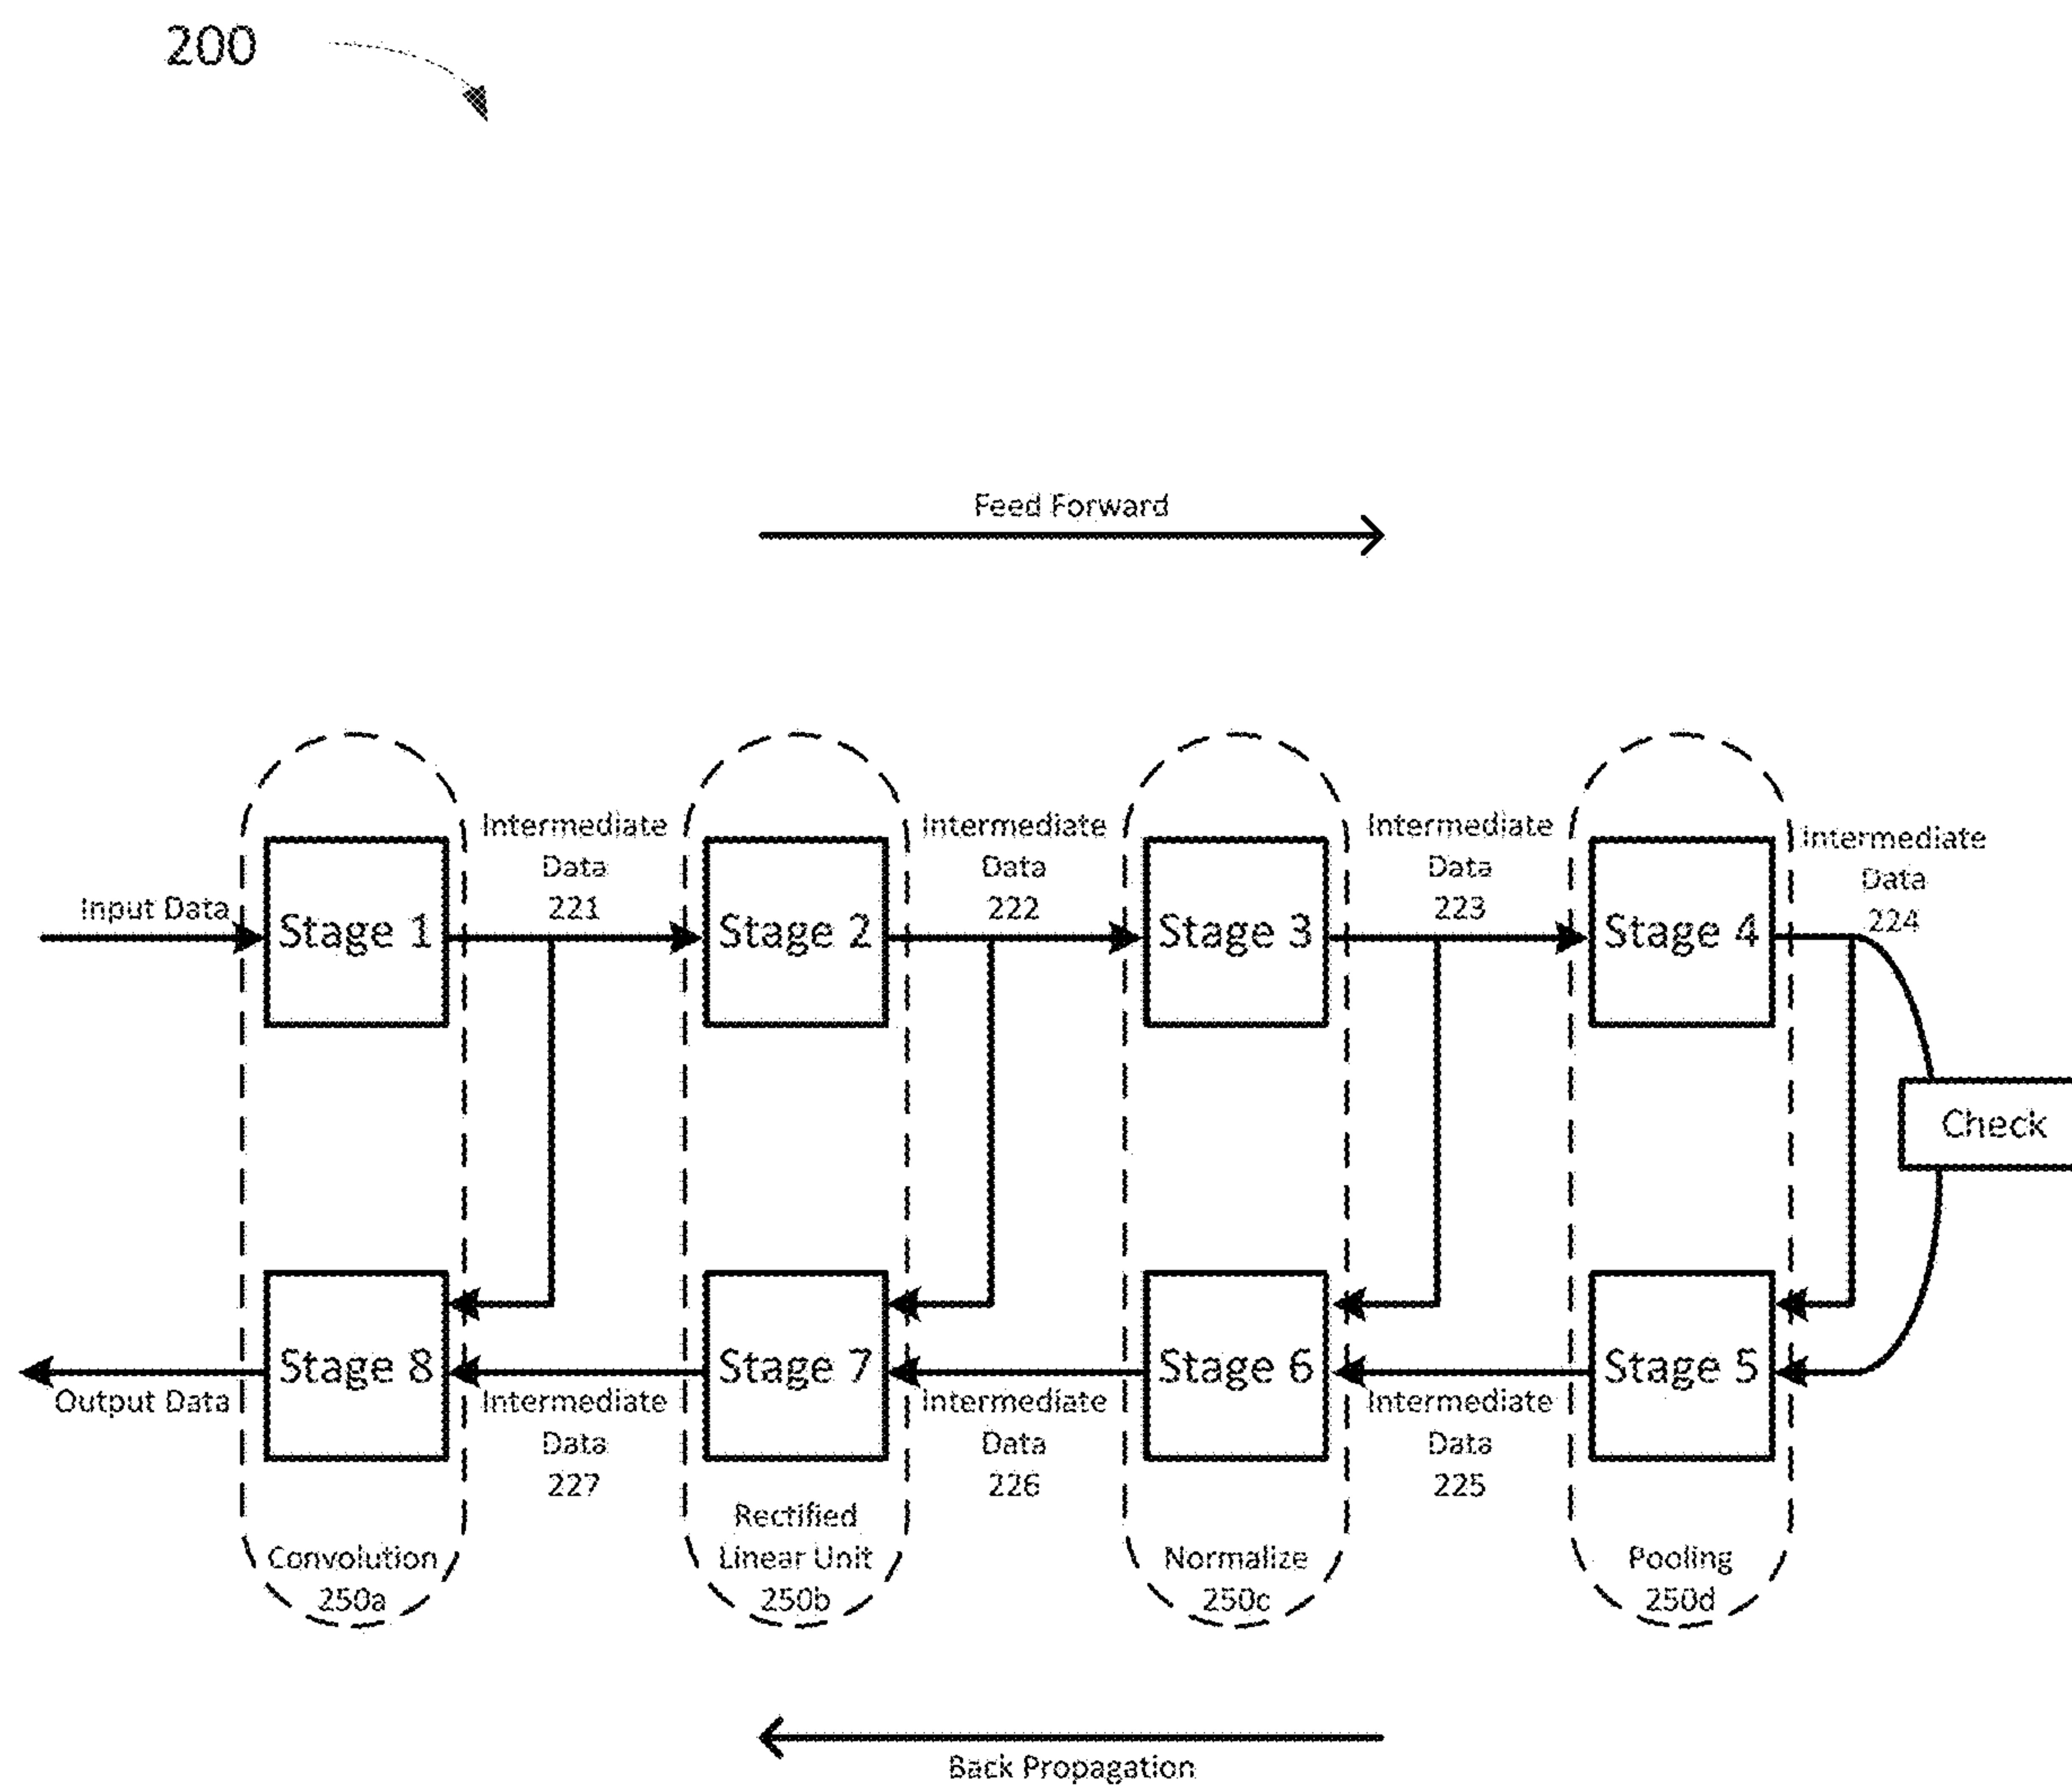 200
Feed Forward
Intermediate
Data
221
Intermediate
Data
222
Intermediate
Data
223
Intermediate
Data
224
Input Data
Stage 1
Stage 2
Stage 3
Stage 4
Check
Stage 8
Stage 7
Stage 6
Stage 5
Output Data
Intermediate
Data
227
Intermediate
Data
226
Intermediate
Data
225
Convolution
250a
Rectified
Linear Unit
250b
Normalize
250c
Pooling
250d
Back Propagation